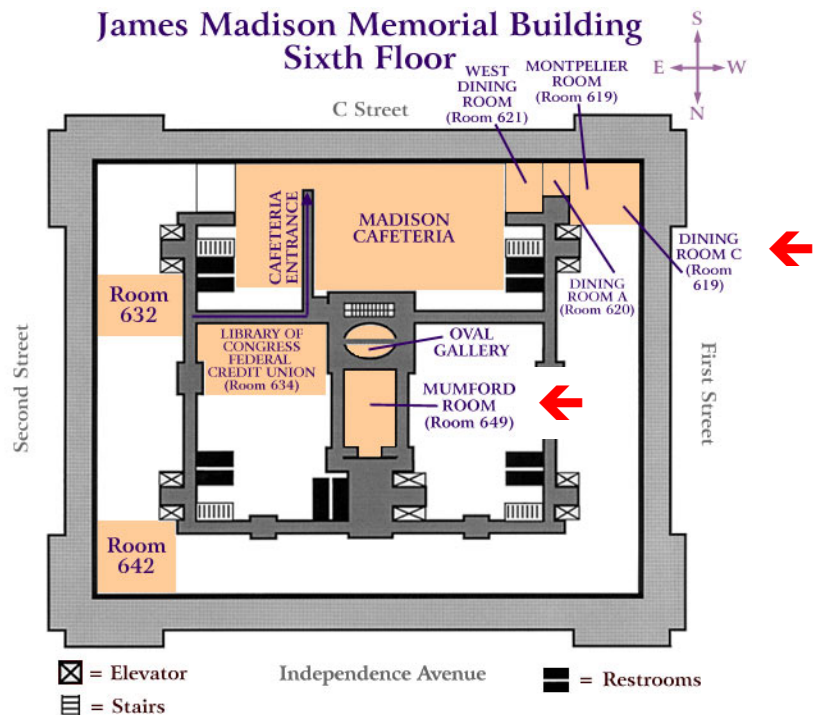 James Madison Memorial Building
Sixth Floor
S
E
W
N
C Street
WEST
DINING
ROOM
(Room 621)
MONTPELIER
ROOM
(Room 619)
CAFETERIA
ENTRANCE
MADISON
CAFETERIA
DINING
ROOM C
(Room
619)
DINING
ROOM A
(Room 620)
Room
632
LIBRARY OF
CONGRESS
FEDERAL
CREDIT UNION
(Room 634)
OVAL
GALLERY
MUMFORD
ROOM
(Room 649)
Second Street
First Street
Room
642
Independence Avenue
= Elevator
= Stairs
= Restrooms